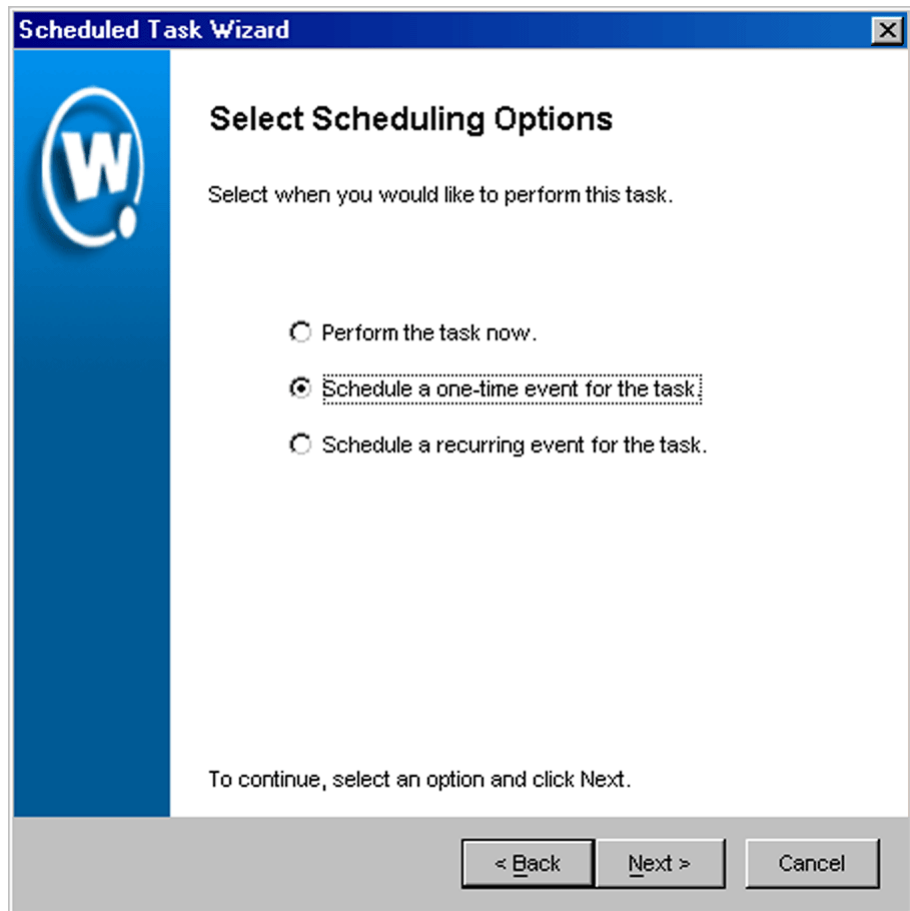 Scheduled Task Wizard
W
Select Scheduling Options
Select when you would like to perform this task.
Perform the task now.
Schedule a one-time event for the task.
Schedule a recurring event for the task.
To continue, select an option and click Next.
< Back
Next >
Cancel